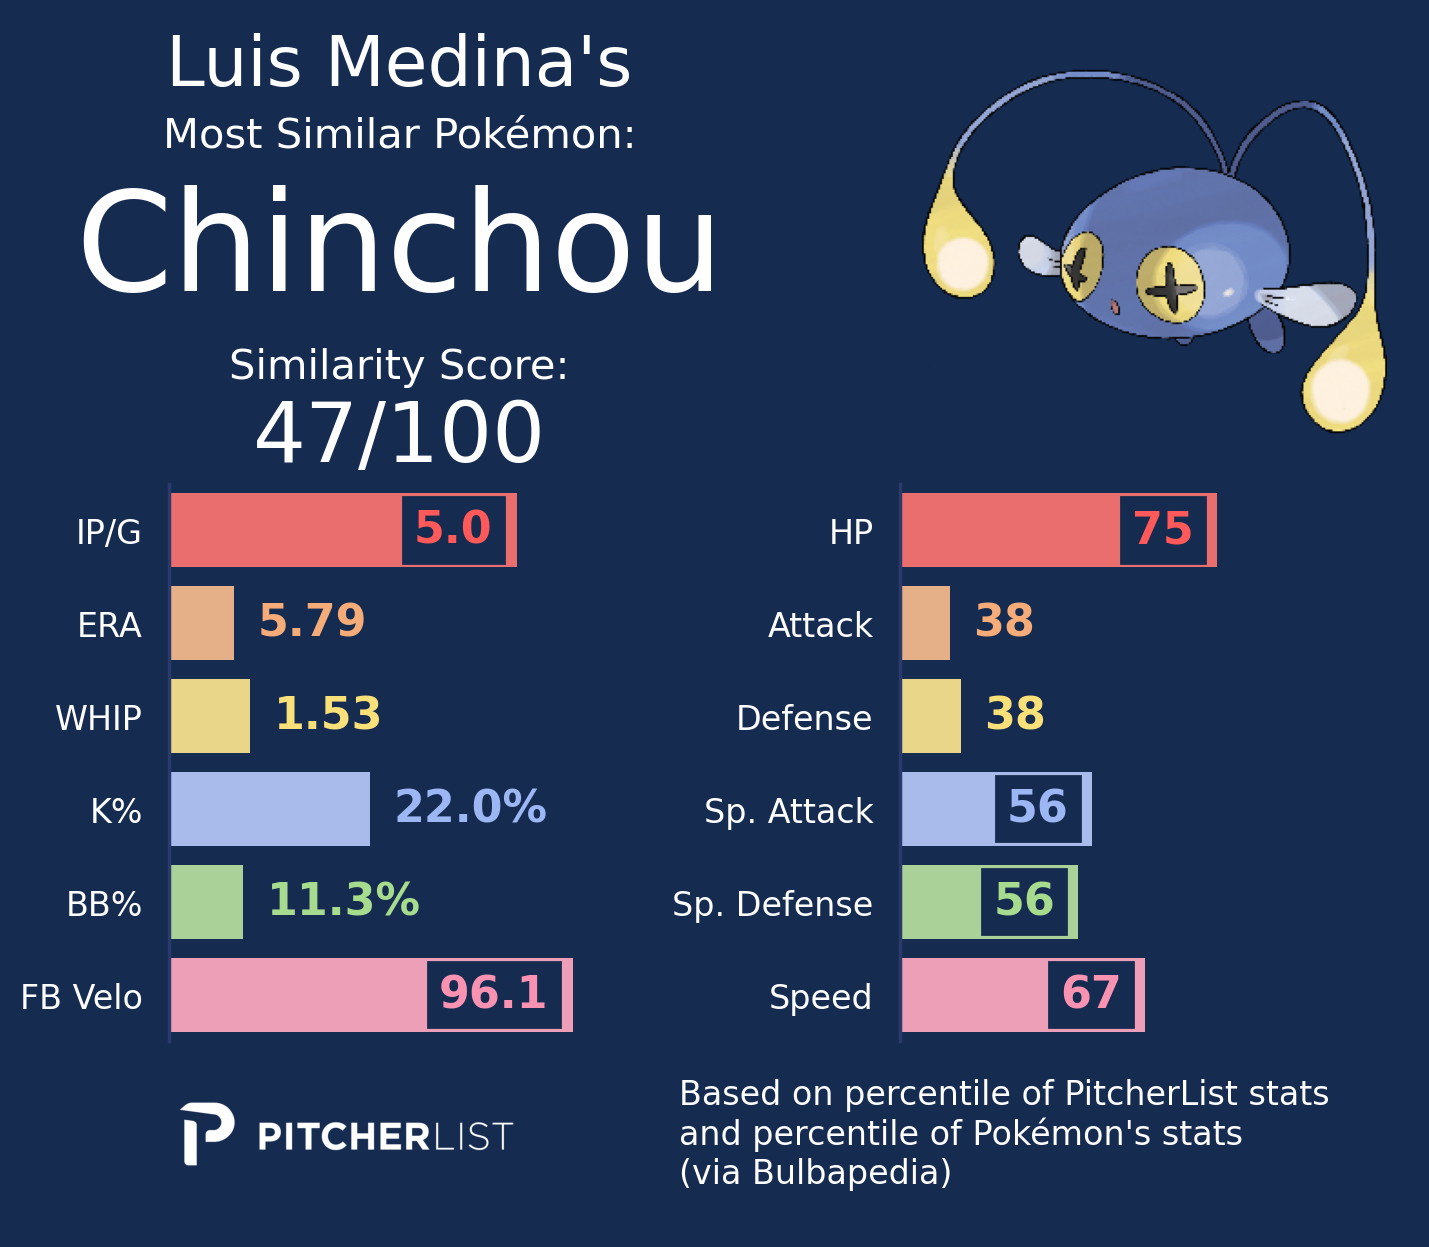 Luis Medina's
Most Similar Pokémon:
Chinchou
Similarity Score:
47/100
IP/G 5.0
ERA 5.79
WHIP 1.53
K% 22.0%
BB% 11.3%
FB Velo 96.1
HP 75
Attack 38
Defense 38
Sp. Attack 56
Sp. Defense 56
Speed 67
PITCHERLIST
Based on percentile of PitcherList stats
and percentile of Pokémon's stats
(via Bulbapedia)